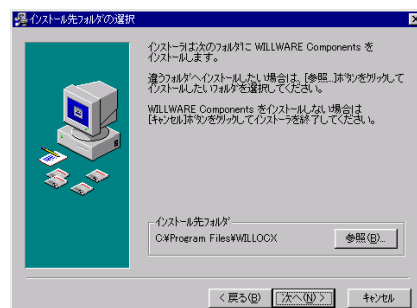 インストール先フォルダの選択
インストーラは次のフォルダに WILLWARE Components を
インストールします。
違うフォルダへインストールしたい場合は、[参照...]ボタンをクリックして
インストールしたいフォルダを選択してください。
WILLWARE Components をインストールしない場合は
[キャンセル]ボタンをクリックしてインストーラを終了してください。
インストール先フォルダ
C:¥Program Files¥WILLOCX
参照(R)...
< 戻る(B)
次へ(N) >
キャンセル